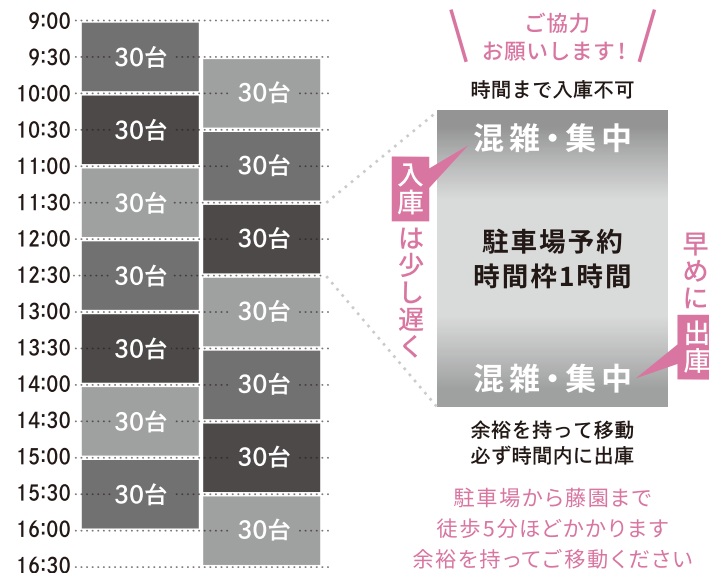 9:00
9:30
10:00
10:30
11:00
11:30
12:00
12:30
13:00
13:30
14:00
14:30
15:00
15:30
16:00
16:30
30台
30台
30台
30台
30台
30台
30台
30台
30台
30台
30台
30台
30台
30台
ご協力
お願いします!
時間まで入庫不可
混雑・集中
入庫は少し遅く
駐車場予約
時間枠1時間
早めに出庫
混雑・集中
余裕を持って移動
必ず時間内に出庫
駐車場から藤園まで
徒歩5分ほどかかります
余裕を持ってご移動ください